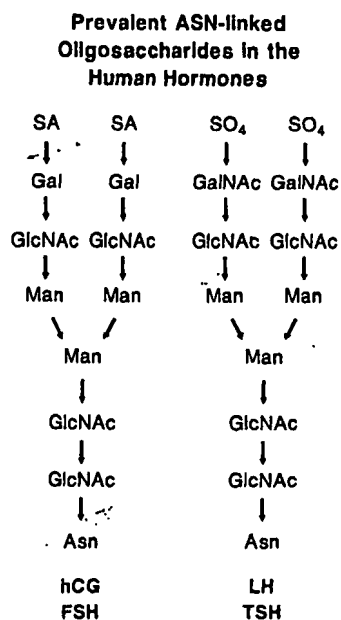 Prevalent ASN-linked
Oligosaccharides in the
Human Hormones
SA SA SO4 SO4
Gal Gal GalNAc GalNAc
GlcNAc GlcNAc GlcNAc GlcNAc
Man Man Man Man
Man Man
GlcNAc GlcNAc
GlcNAc GlcNAc
Asn Asn
hCG LH
FSH TSH